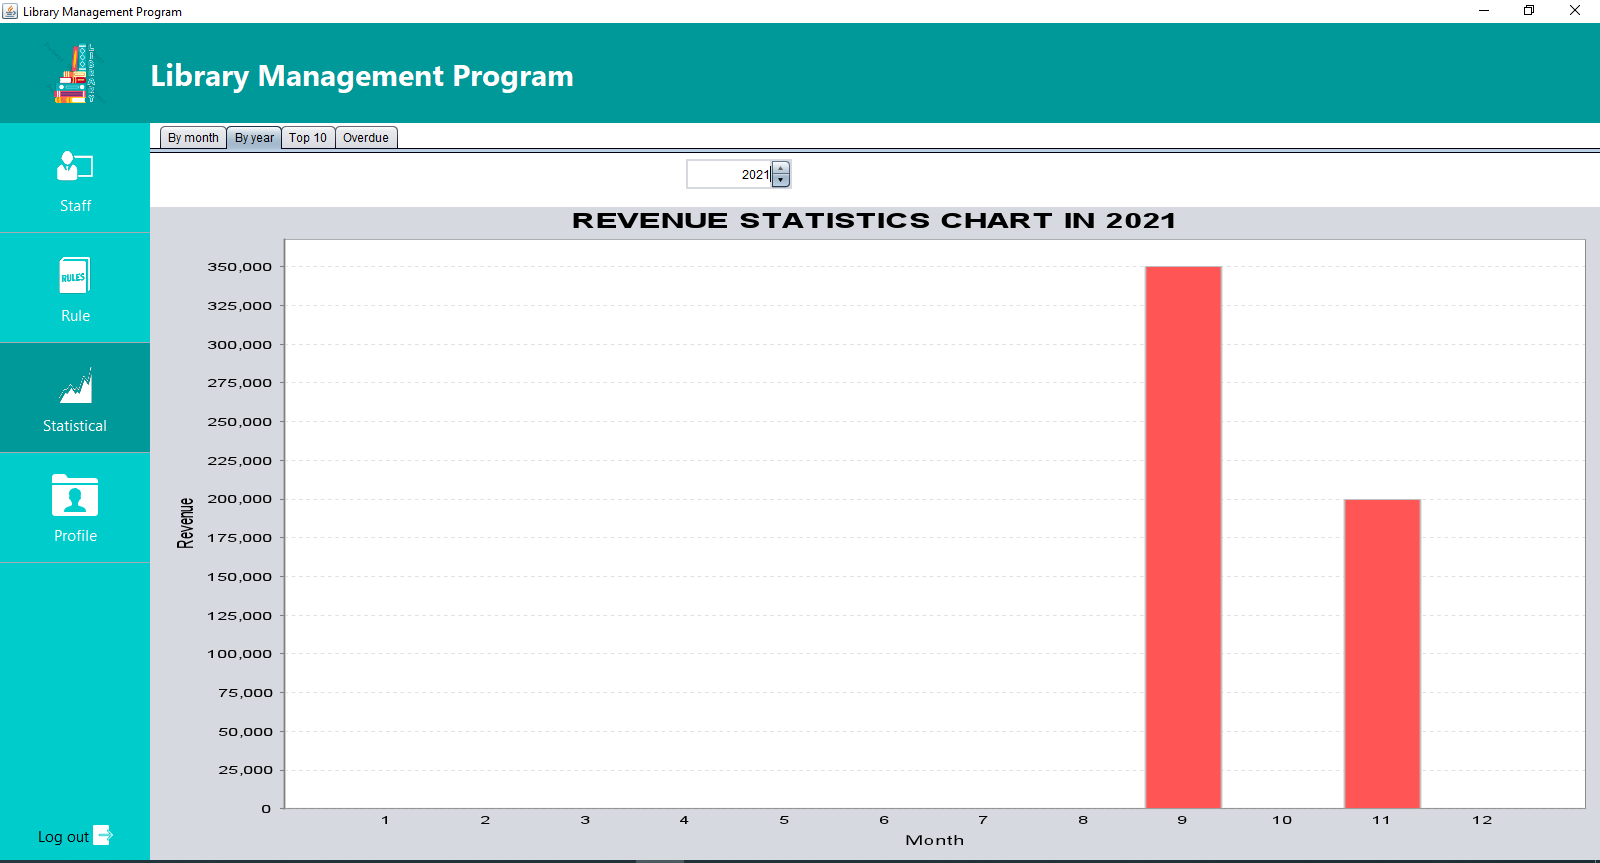 Library Management Program
Library Management Program
Staff
RULES
Rule
Statistical
Profile
Log out
By month
By year
Top 10
Overdue
2021
REVENUE STATISTICS CHART IN 2021
Revenue
350,000
325,000
300,000
275,000
250,000
225,000
200,000
175,000
150,000
125,000
100,000
75,000
50,000
25,000
0
1 2 3 4 5 6 7 8 9 10 11 12
Month